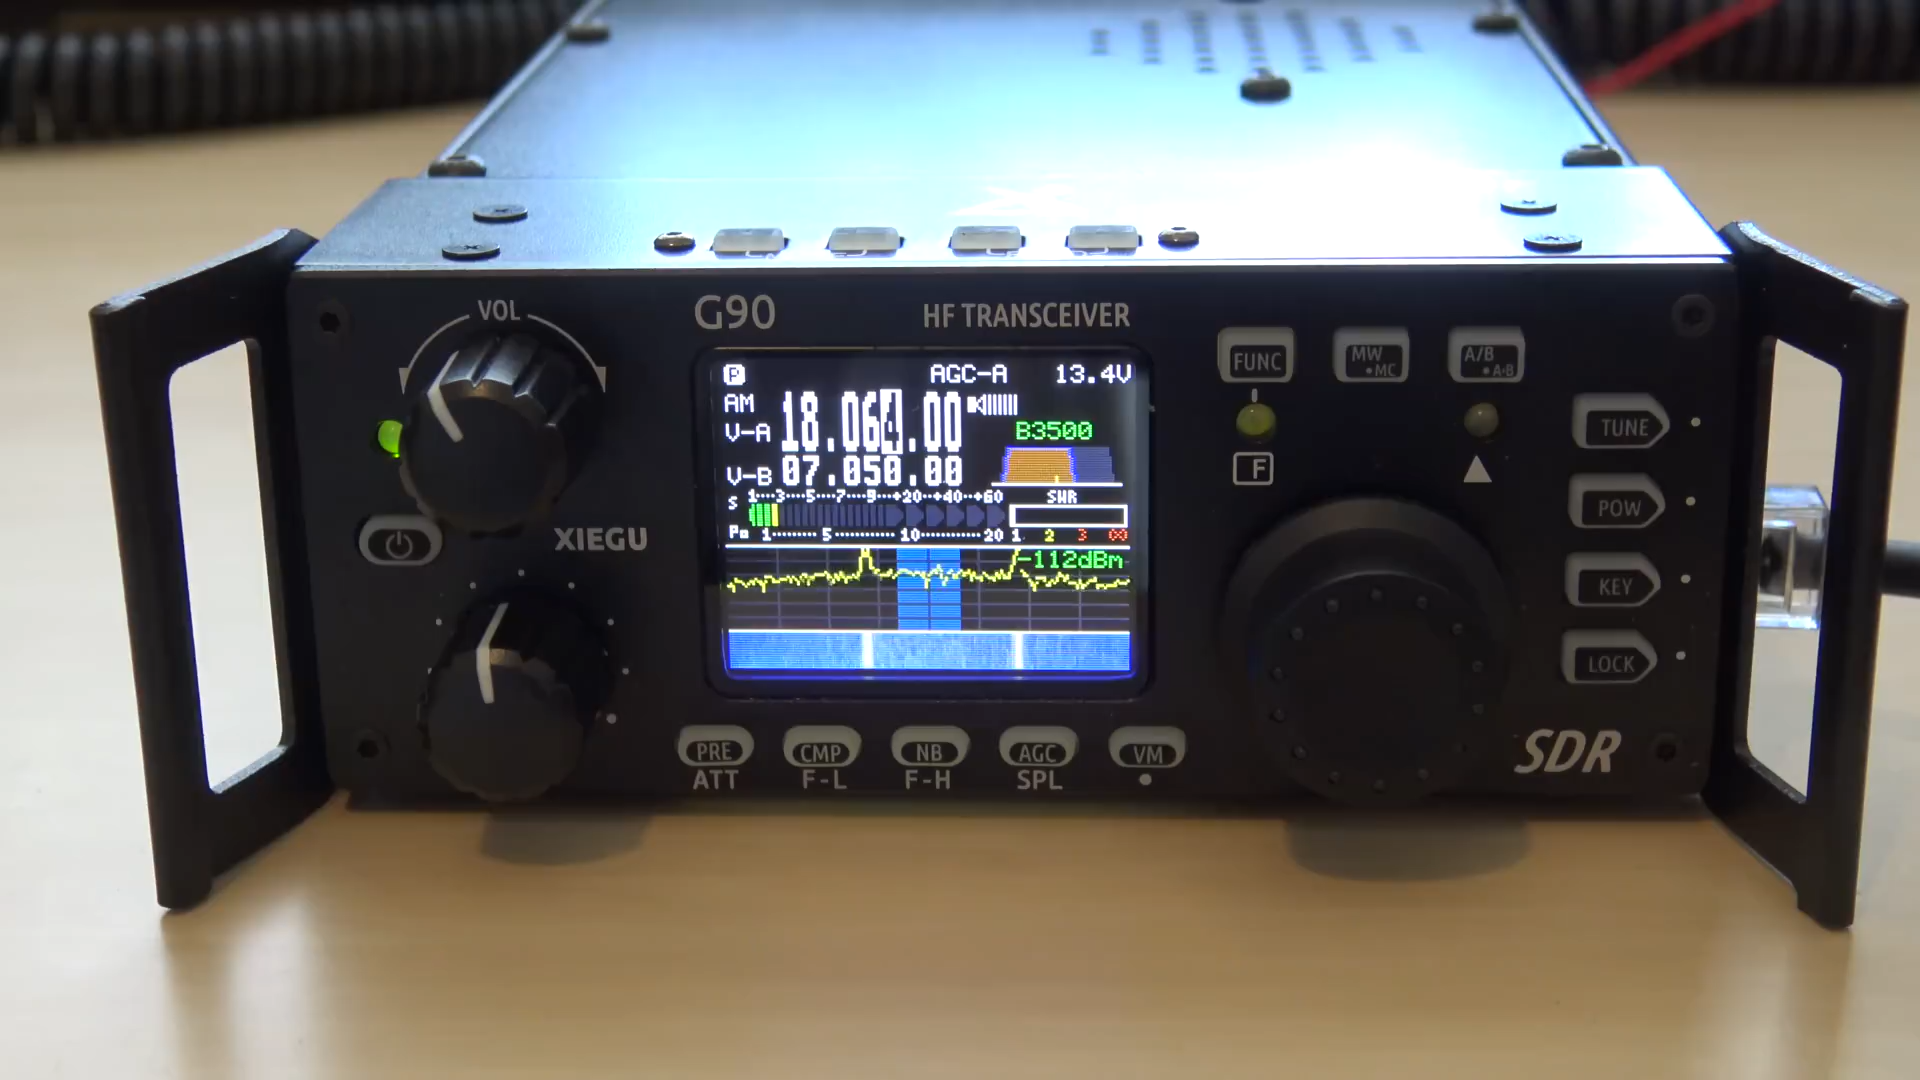 VOL
G90
HF TRANSCEIVER
P
AGC-A
13.4V
AM
V-A
18.064.00
B3500
V-B
07.050.00
S
1 3 5 7 9 +20 +40 +60
SWR
Po
1 5 10 20
1 2 3 ∞
-112dBm
XIEGU
FUNC
MW
•MC
A/B
•A=B
F
TUNE
POW
KEY
LOCK
PRE
CMP
NB
AGC
VM
ATT
F-L
F-H
SPL
SDR